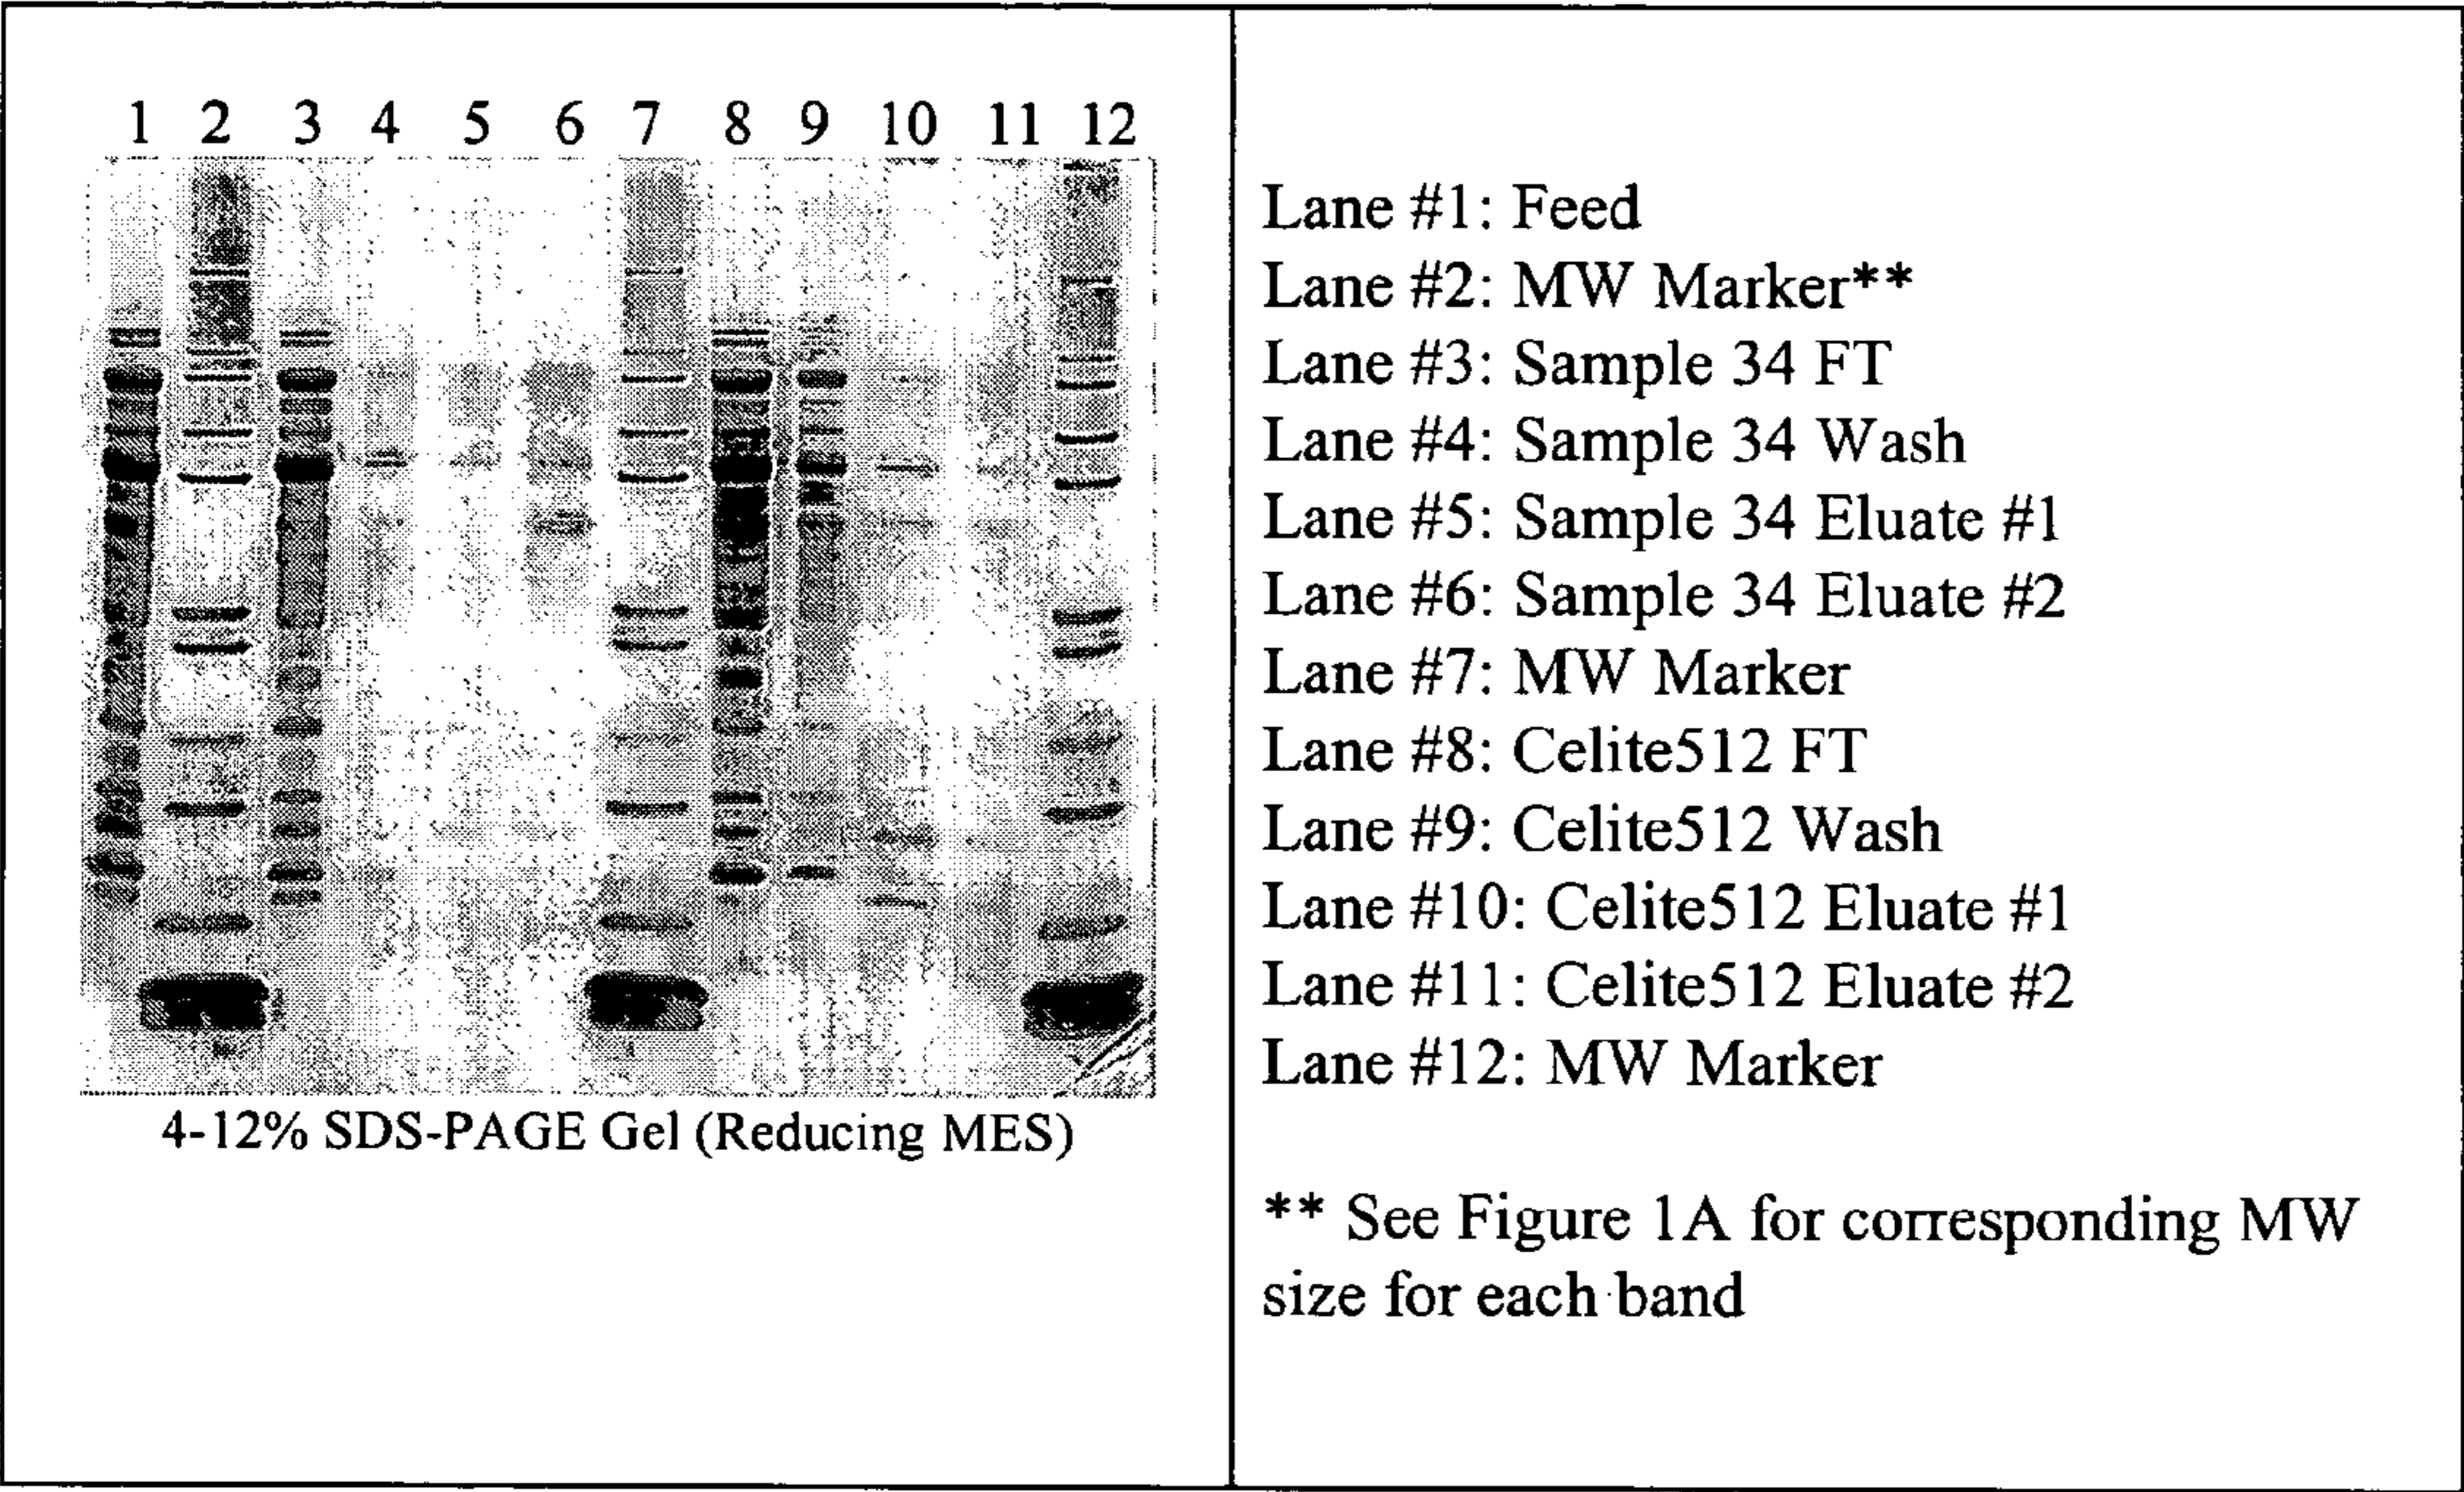 1 2 3 4 5 6 7 8 9 10 11 12
4-12% SDS-PAGE Gel (Reducing MES)
Lane #1: Feed
Lane #2: MW Marker**
Lane #3: Sample 34 FT
Lane #4: Sample 34 Wash
Lane #5: Sample 34 Eluate #1
Lane #6: Sample 34 Eluate #2
Lane #7: MW Marker
Lane #8: Celite512 FT
Lane #9: Celite512 Wash
Lane #10: Celite512 Eluate #1
Lane #11: Celite512 Eluate #2
Lane #12: MW Marker
** See Figure 1A for corresponding MW
size for each band